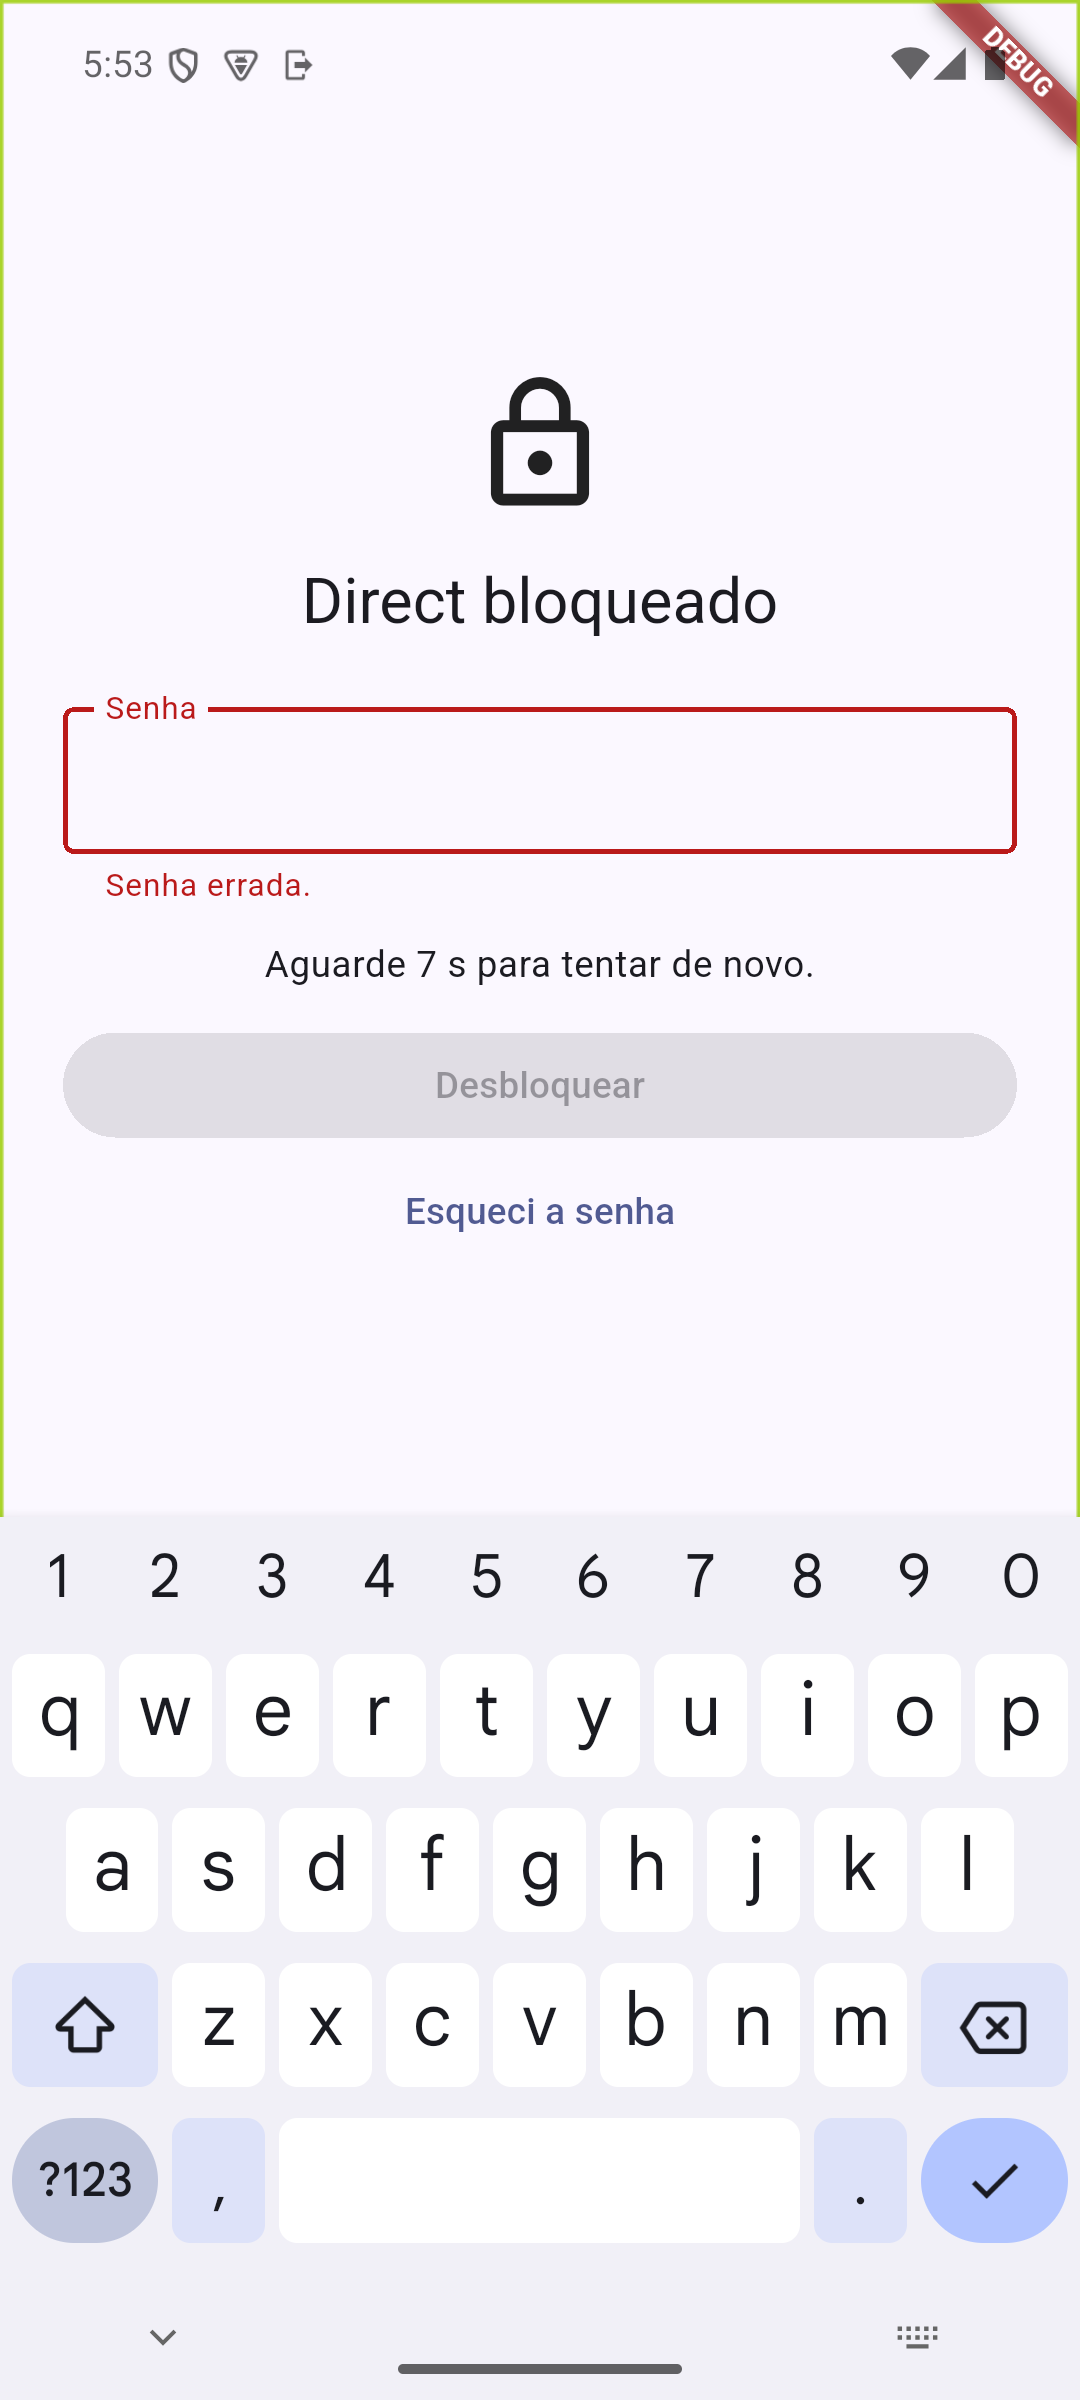 5:53
DEBUG
Direct bloqueado
Senha
Senha errada.
Aguarde 7 s para tentar de novo.
Desbloquear
Esqueci a senha
1 2 3 4 5 6 7 8 9 0
q w e r t y u i o p
a s d f g h j k l
z x c v b n m
?123 , .